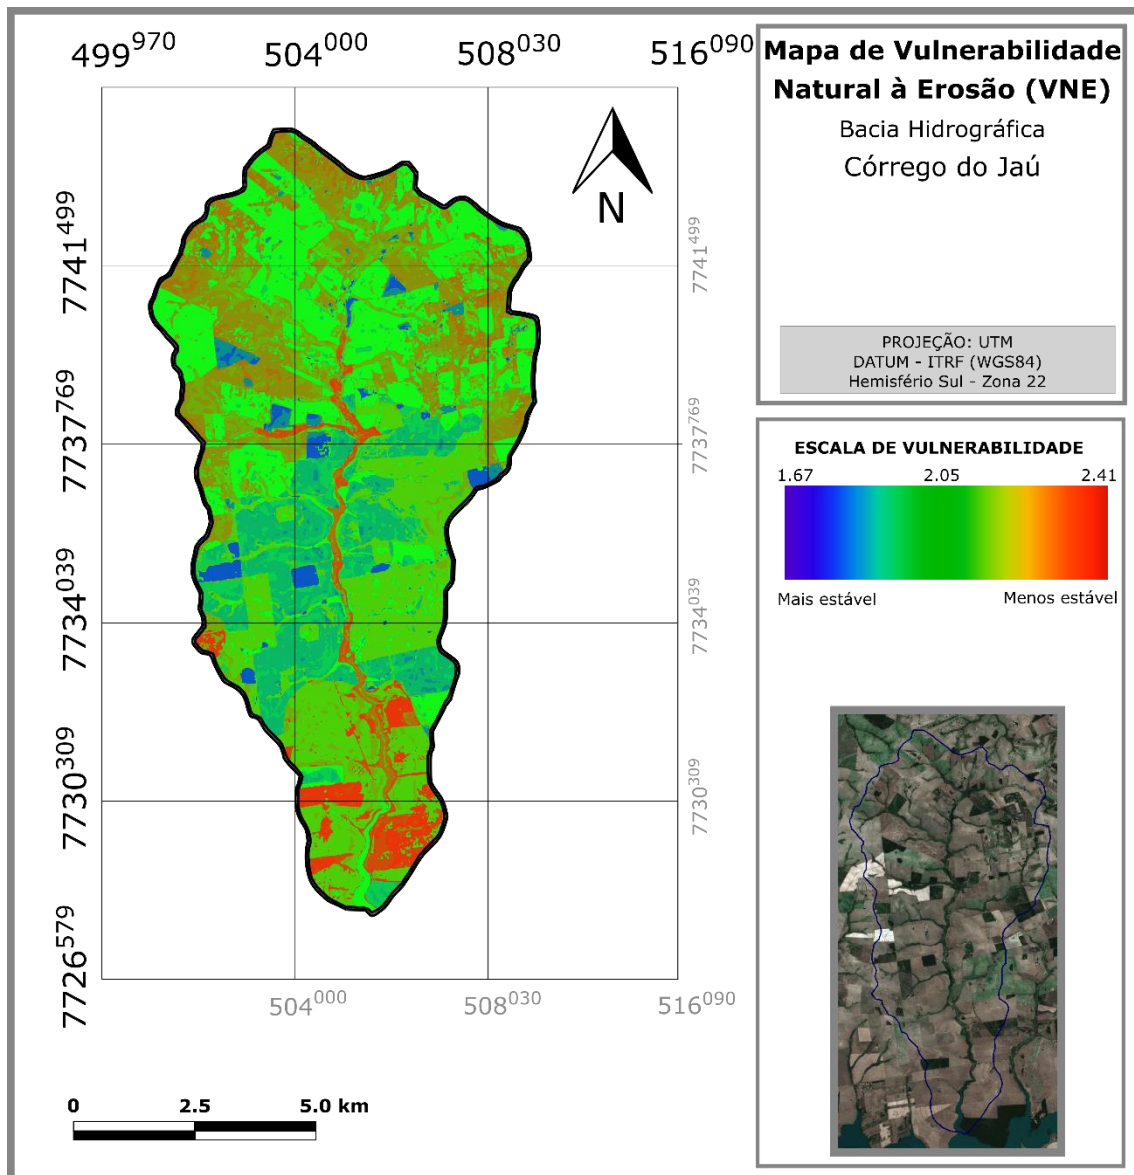 499970 504000 508030 516090
Mapa de Vulnerabilidade
Natural à Erosão (VNE)
Bacia Hidrográfica
Córrego do Jaú
N
7741499
7741499
PROJEÇÃO: UTM
DATUM - ITRF (WGS84)
Hemisfério Sul - Zona 22
7737769
7737769
ESCALA DE VULNERABILIDADE
1.67 2.05 2.41
Mais estável Menos estável
7734039
7734039
7730309
7730309
7726579
504000 508030 516090
0 2.5 5.0 km